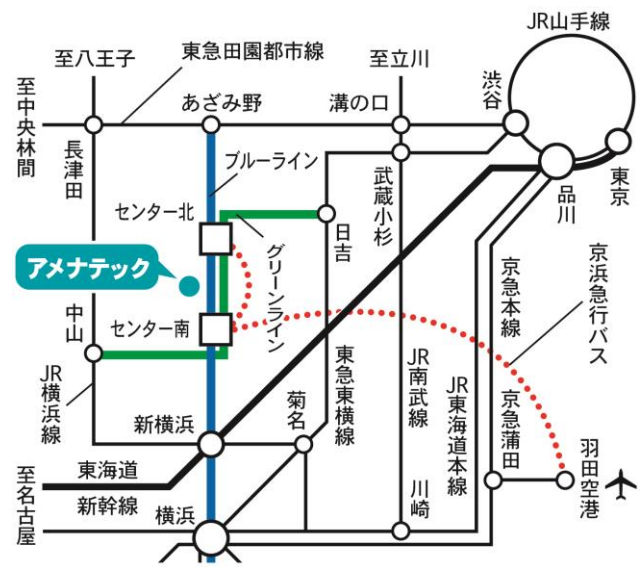 JR山手線
至八王子
東急田園都市線
至立川
至中央林間
あざみ野
溝の口
渋谷
長津田
ブルーライン
武蔵小杉
品川
東京
センター北
日吉
グリーンライン
アメナテック
京急本線
京浜急行バス
中山
センター南
JR横浜線
東急東横線
JR南武線
JR東海道本線
京急蒲田
新横浜
菊名
羽田空港
東海道
新幹線
川崎
至名古屋
横浜